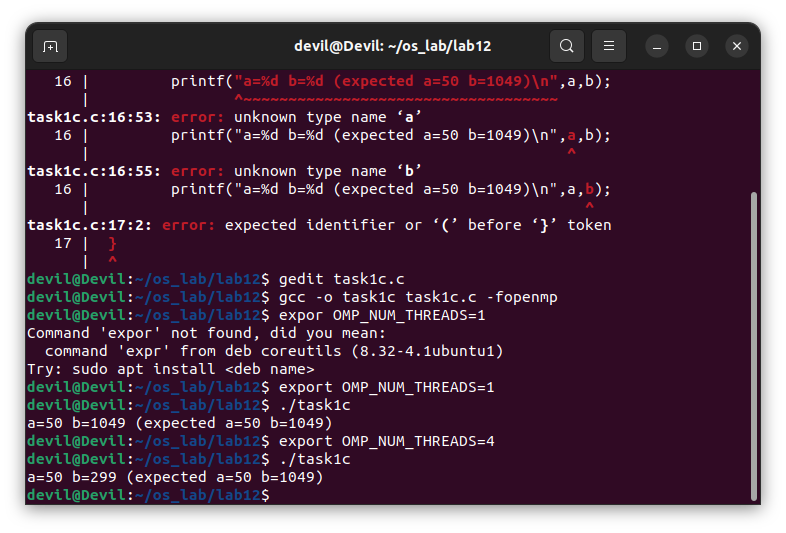 devil@Devil: ~/os_lab/lab12
16 |         printf("a=%d b=%d (expected a=50 b=1049)\n",a,b);
|                ^~~~~~~~~~~~~~~~~~~~~~~~~~~~~~~~~~~~
task1c.c:16:53: error: unknown type name ‘a’
16 |         printf("a=%d b=%d (expected a=50 b=1049)\n",a,b);
|                                                     ^
task1c.c:16:55: error: unknown type name ‘b’
16 |         printf("a=%d b=%d (expected a=50 b=1049)\n",a,b);
|                                                       ^
task1c.c:17:2: error: expected identifier or ‘(’ before ‘}’ token
17 |  }
|  ^
devil@Devil:~/os_lab/lab12$ gedit task1c.c
devil@Devil:~/os_lab/lab12$ gcc -o task1c task1c.c -fopenmp
devil@Devil:~/os_lab/lab12$ expor OMP_NUM_THREADS=1
Command 'expor' not found, did you mean:
  command 'expr' from deb coreutils (8.32-4.1ubuntu1)
Try: sudo apt install <deb name>
devil@Devil:~/os_lab/lab12$ export OMP_NUM_THREADS=1
devil@Devil:~/os_lab/lab12$ ./task1c
a=50 b=1049 (expected a=50 b=1049)
devil@Devil:~/os_lab/lab12$ export OMP_NUM_THREADS=4
devil@Devil:~/os_lab/lab12$ ./task1c
a=50 b=299 (expected a=50 b=1049)
devil@Devil:~/os_lab/lab12$